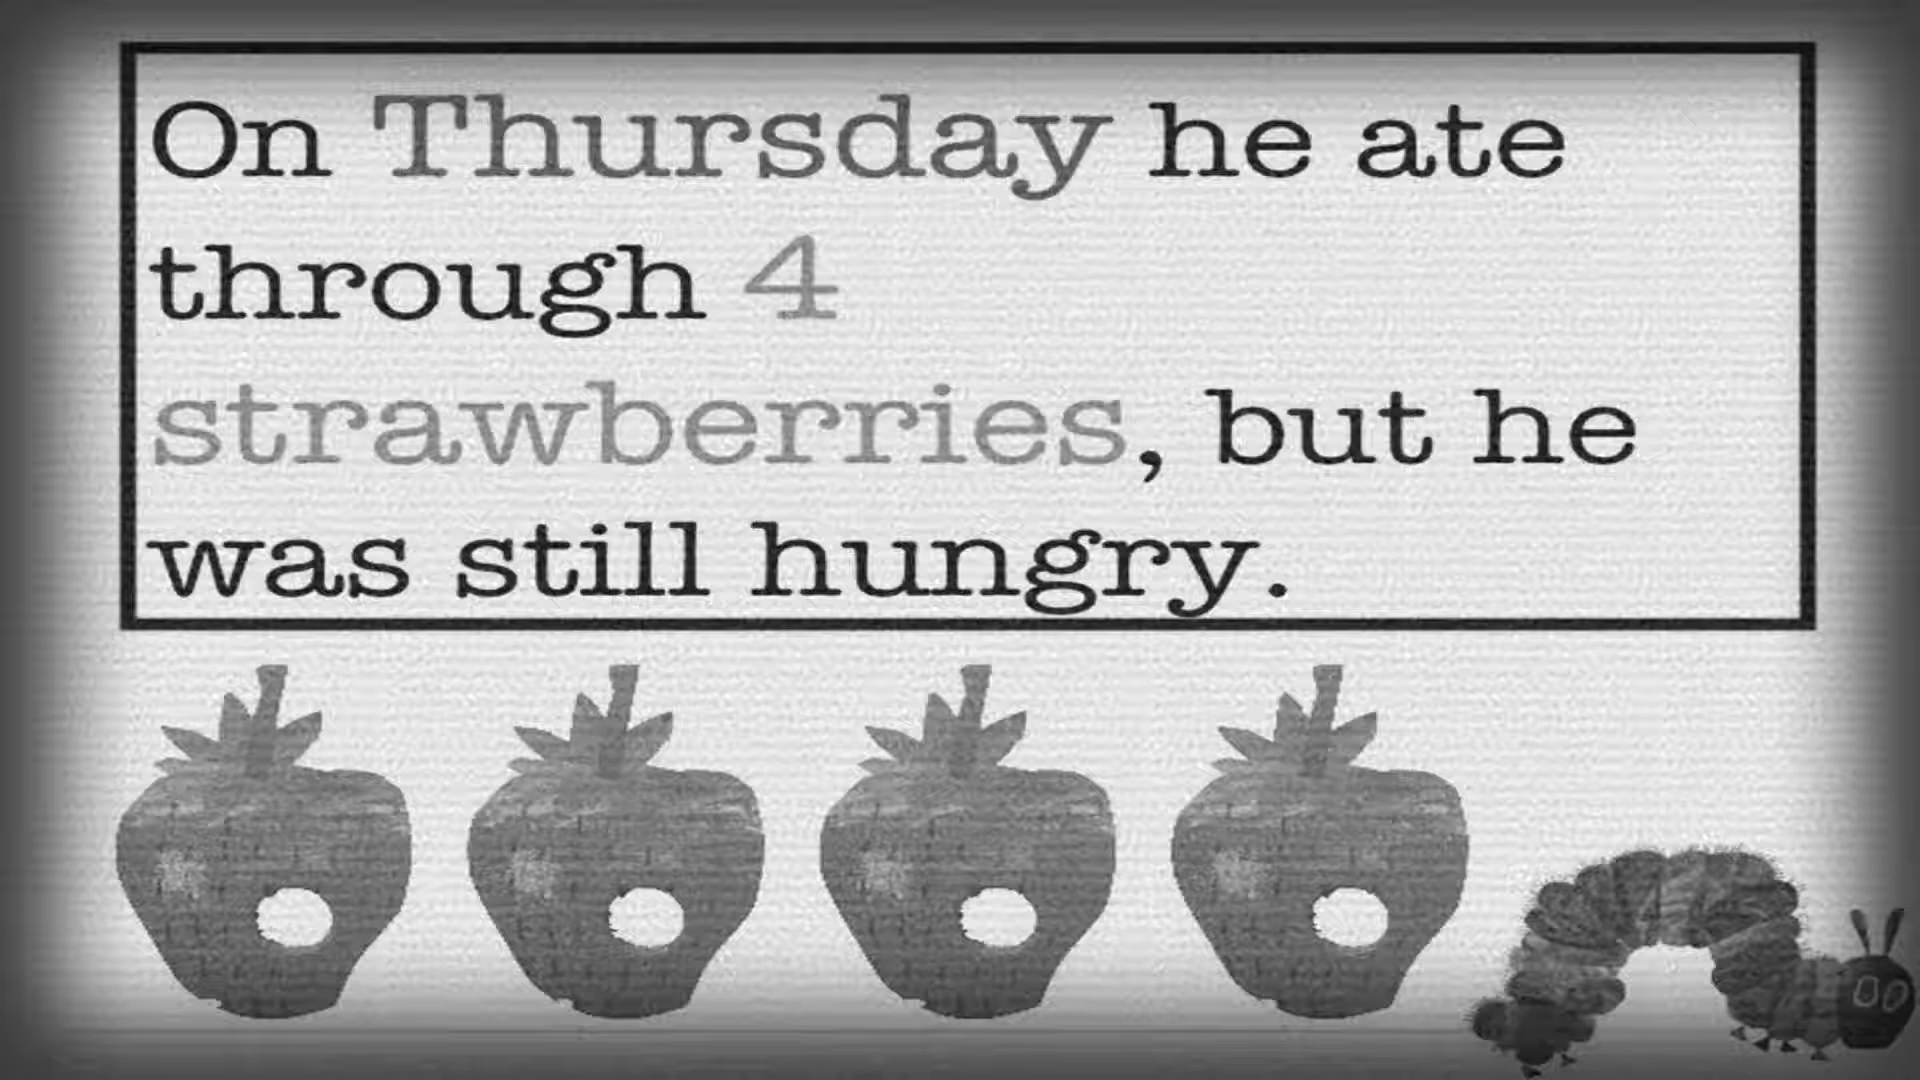 On Thursday he ate
through 4
strawberries, but he
was still hungry.